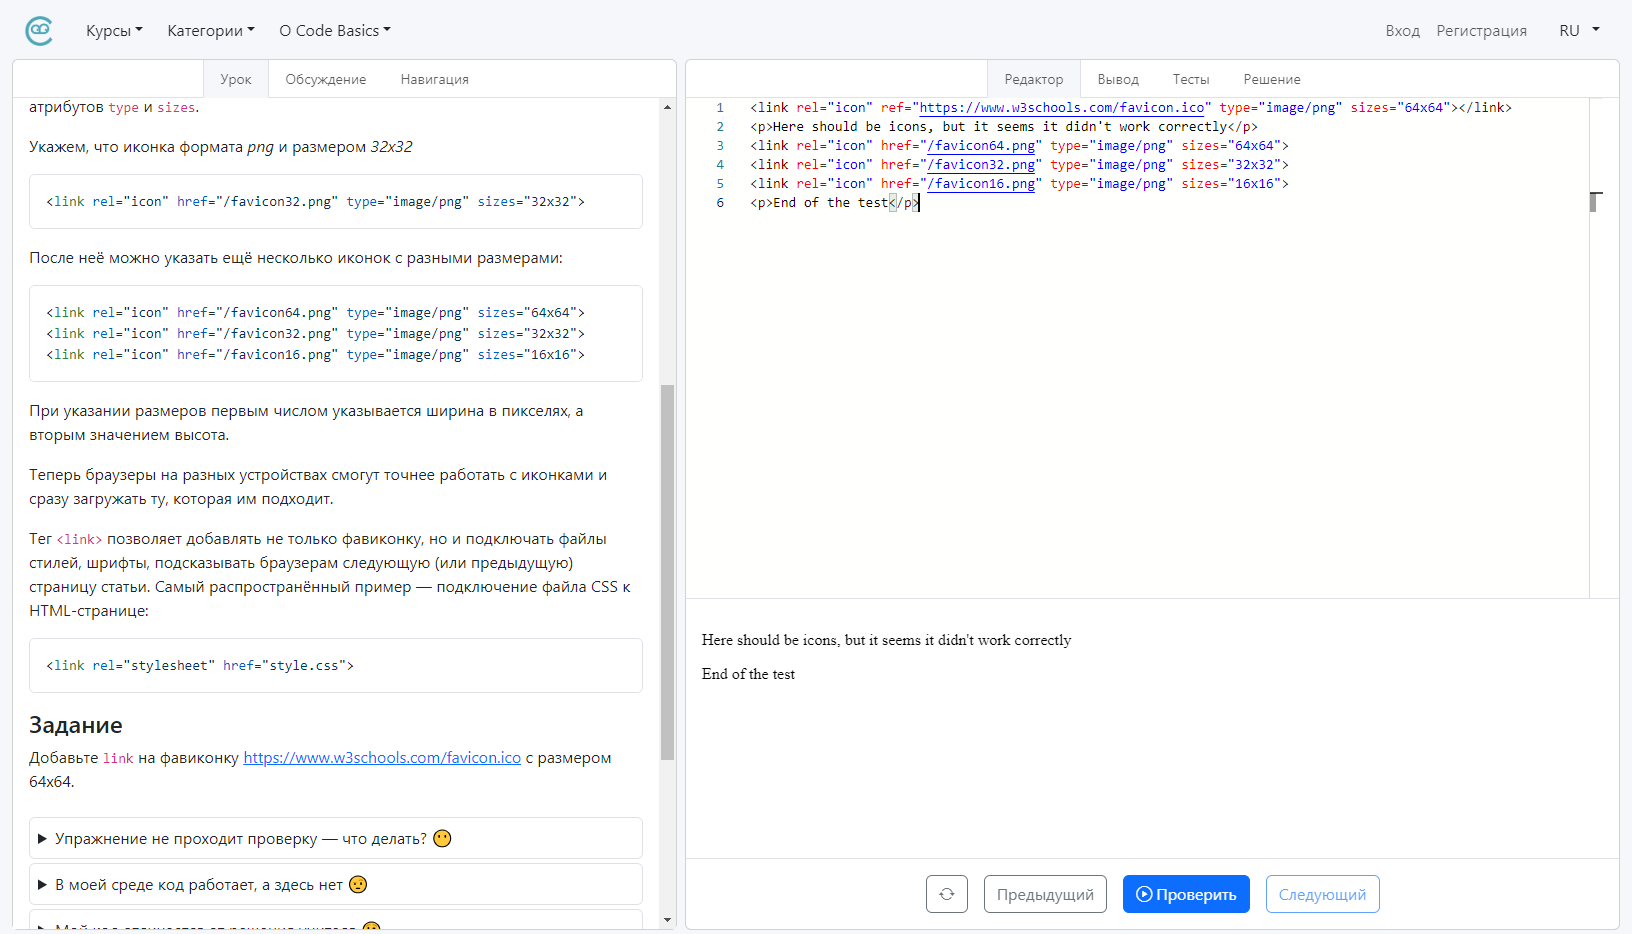 Курсы
Категории
О Code Basics
Вход
Регистрация
RU
Урок
Обсуждение
Навигация
атрибутов type и sizes.
Укажем, что иконка формата png и размером 32x32
<link rel="icon" href="/favicon32.png" type="image/png" sizes="32x32">
После неё можно указать ещё несколько иконок с разными размерами:
<link rel="icon" href="/favicon64.png" type="image/png" sizes="64x64">
<link rel="icon" href="/favicon32.png" type="image/png" sizes="32x32">
<link rel="icon" href="/favicon16.png" type="image/png" sizes="16x16">
При указании размеров первым числом указывается ширина в пикселях, а
вторым значением высота.
Теперь браузеры на разных устройствах смогут точнее работать с иконками и
сразу загружать ту, которая им подходит.
Тег <link> позволяет добавлять не только фавиконку, но и подключать файлы
стилей, шрифты, подсказывать браузерам следующую (или предыдущую)
страницу статьи. Самый распространённый пример — подключение файла CSS к
HTML-странице:
<link rel="stylesheet" href="style.css">
Задание
Добавьте link на фавиконку https://www.w3schools.com/favicon.ico с размером
64x64.
Упражнение не проходит проверку — что делать? 😶
В моей среде код работает, а здесь нет 🤨
Редактор
Вывод
Тесты
Решение
1 <link rel="icon" ref="https://www.w3schools.com/favicon.ico" type="image/png" sizes="64x64"></link>
2 <p>Here should be icons, but it seems it didn't work correctly</p>
3 <link rel="icon" href="/favicon64.png" type="image/png" sizes="64x64">
4 <link rel="icon" href="/favicon32.png" type="image/png" sizes="32x32">
5 <link rel="icon" href="/favicon16.png" type="image/png" sizes="16x16">
6 <p>End of the test</p>
Here should be icons, but it seems it didn't work correctly
End of the test
Предыдущий
Проверить
Следующий